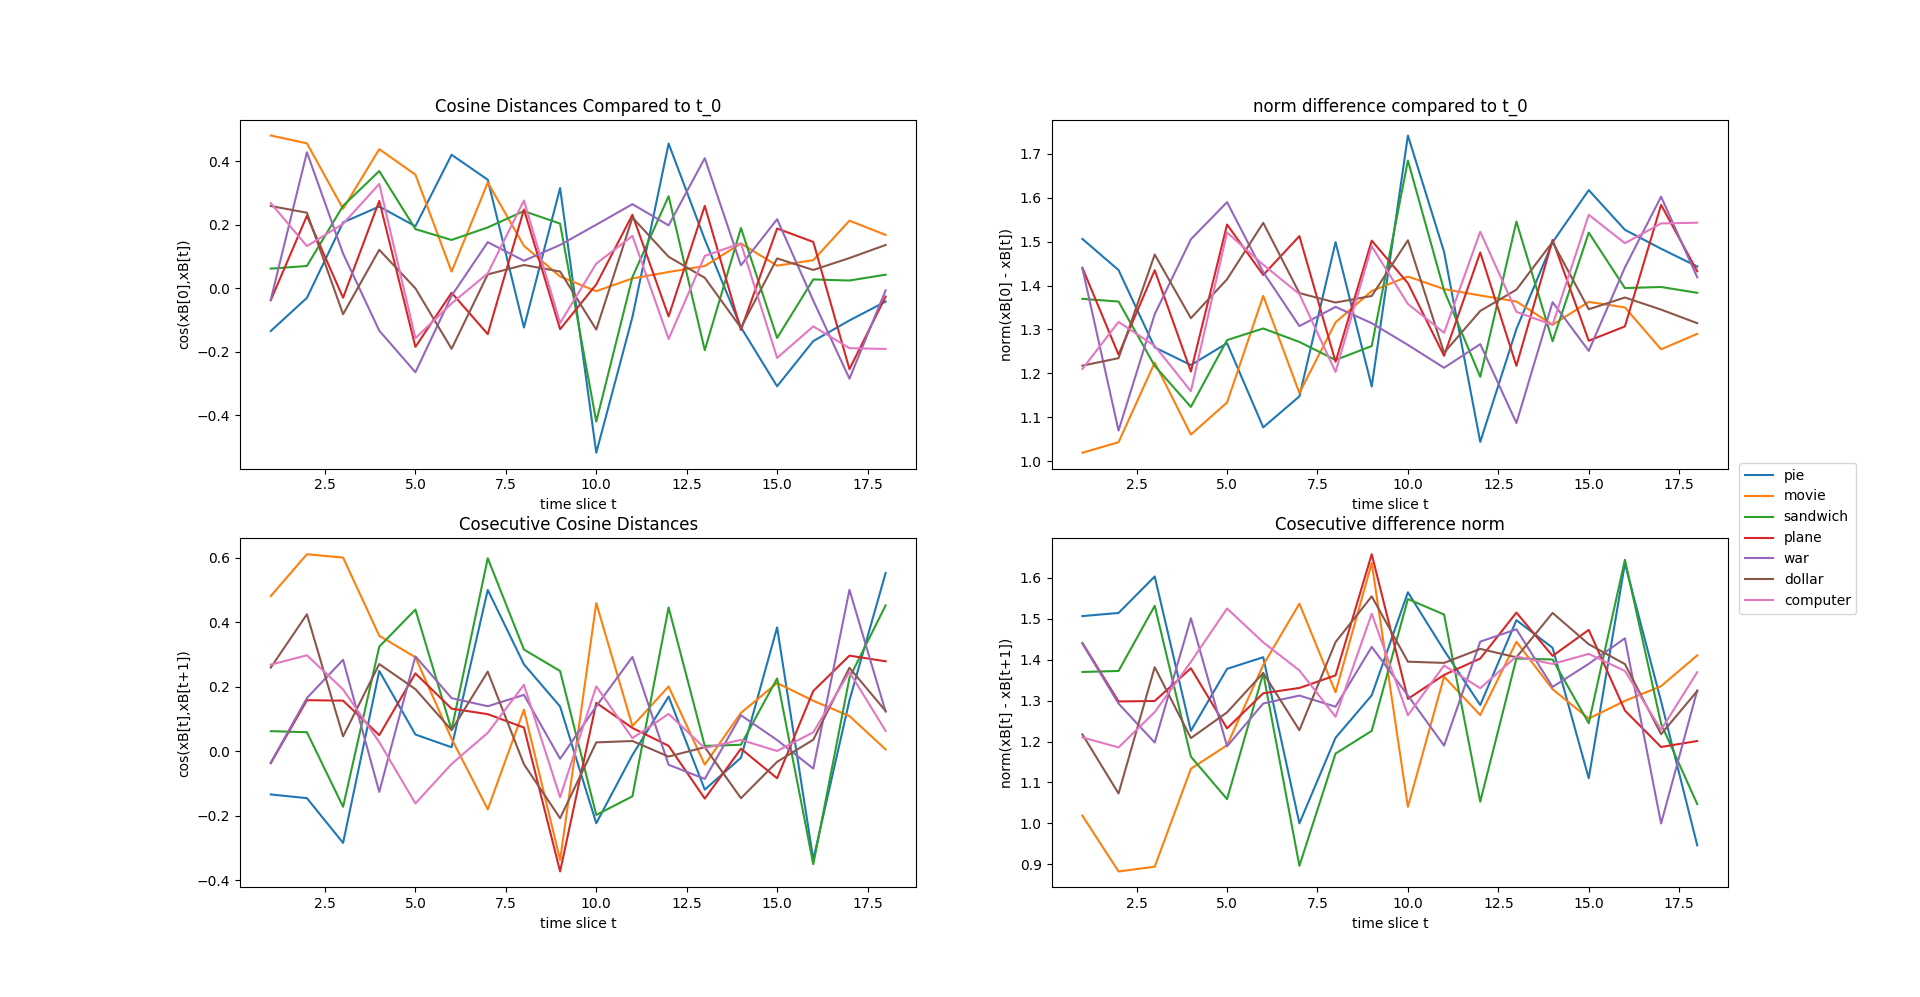 Cosine Distances Compared to t_0
cos(xB[0],xB[t])
0.4
0.2
0.0
−0.2
−0.4
2.5 5.0 7.5 10.0 12.5 15.0 17.5
time slice t
norm difference compared to t_0
norm(xB[0] - xB[t])
1.7
1.6
1.5
1.4
1.3
1.2
1.1
1.0
2.5 5.0 7.5 10.0 12.5 15.0 17.5
time slice t
Cosecutive Cosine Distances
cos(xB[t],xB[t+1])
0.6
0.4
0.2
0.0
−0.2
−0.4
2.5 5.0 7.5 10.0 12.5 15.0 17.5
time slice t
Cosecutive difference norm
norm(xB[t] - xB[t+1])
1.6
1.5
1.4
1.3
1.2
1.1
1.0
0.9
2.5 5.0 7.5 10.0 12.5 15.0 17.5
time slice t
pie
movie
sandwich
plane
war
dollar
computer